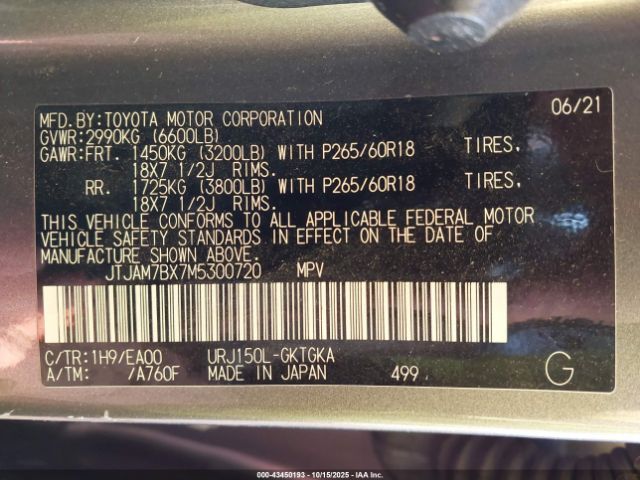 MFD.BY:TOYOTA MOTOR CORPORATION 06/21
GVWR:2990KG (6600LB)
GAWR:FRT. 1450KG (3200LB) WITH P265/60R18 TIRES.
18X7 1/2J RIMS.
RR. 1725KG (3800LB) WITH P265/60R18 TIRES,
18X7 1/2J RIMS.
THIS VEHICLE CONFORMS TO ALL APPLICABLE FEDERAL MOTOR
VEHICLE SAFETY STANDARDS IN EFFECT ON THE DATE OF
MANUFACTURE SHOWN ABOVE.
JTJAM7BX7M5300720 MPV
C/TR:1H9/EA00 URJ150L-GKTGKA
A/TM: /A760F MADE IN JAPAN 499 G
000-43450193 - 10/15/2025 - IAA Inc.